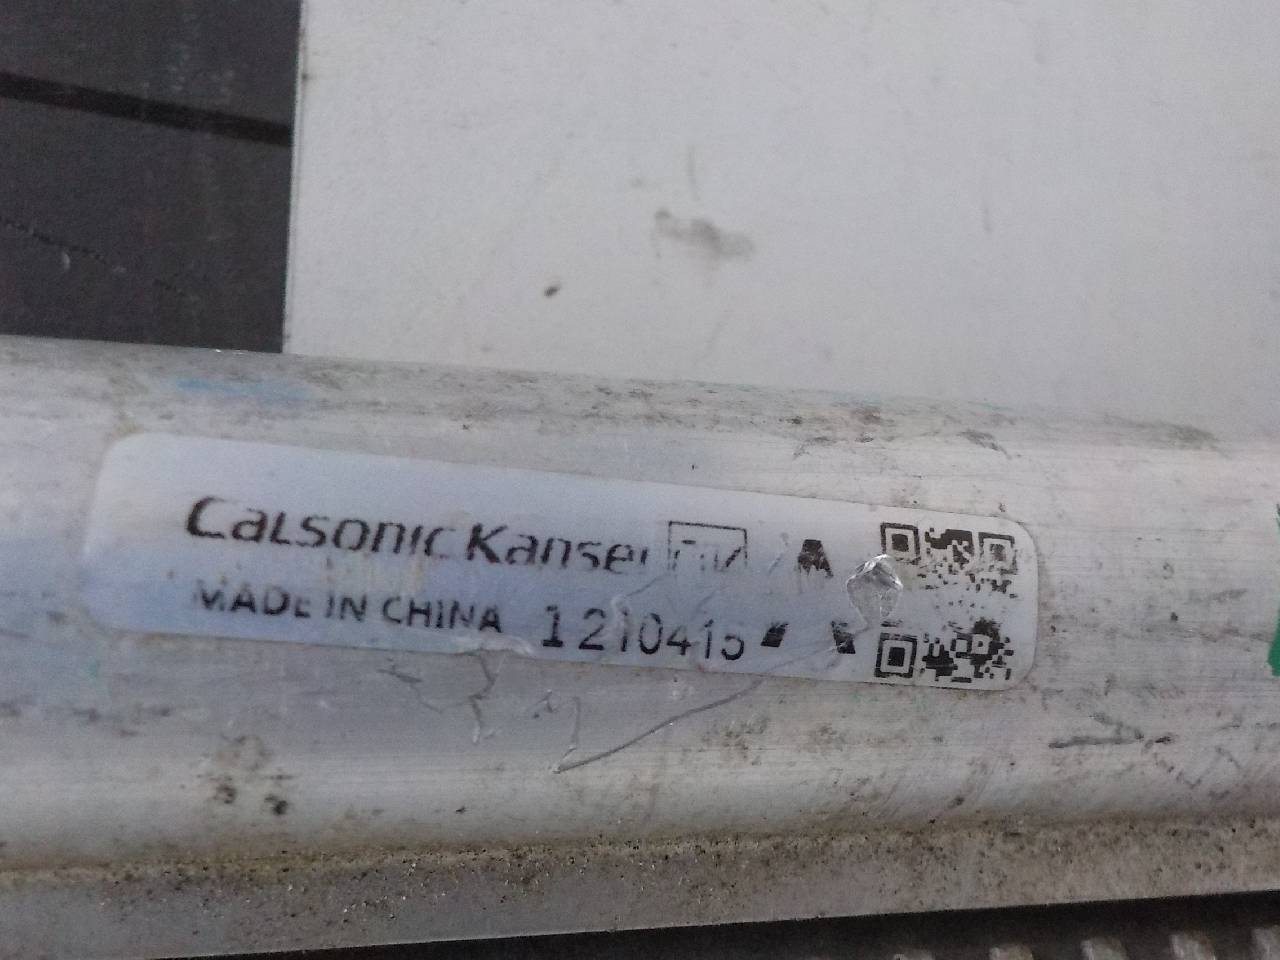 CaLsonic Kansei A
MADE IN CHINA 1210415